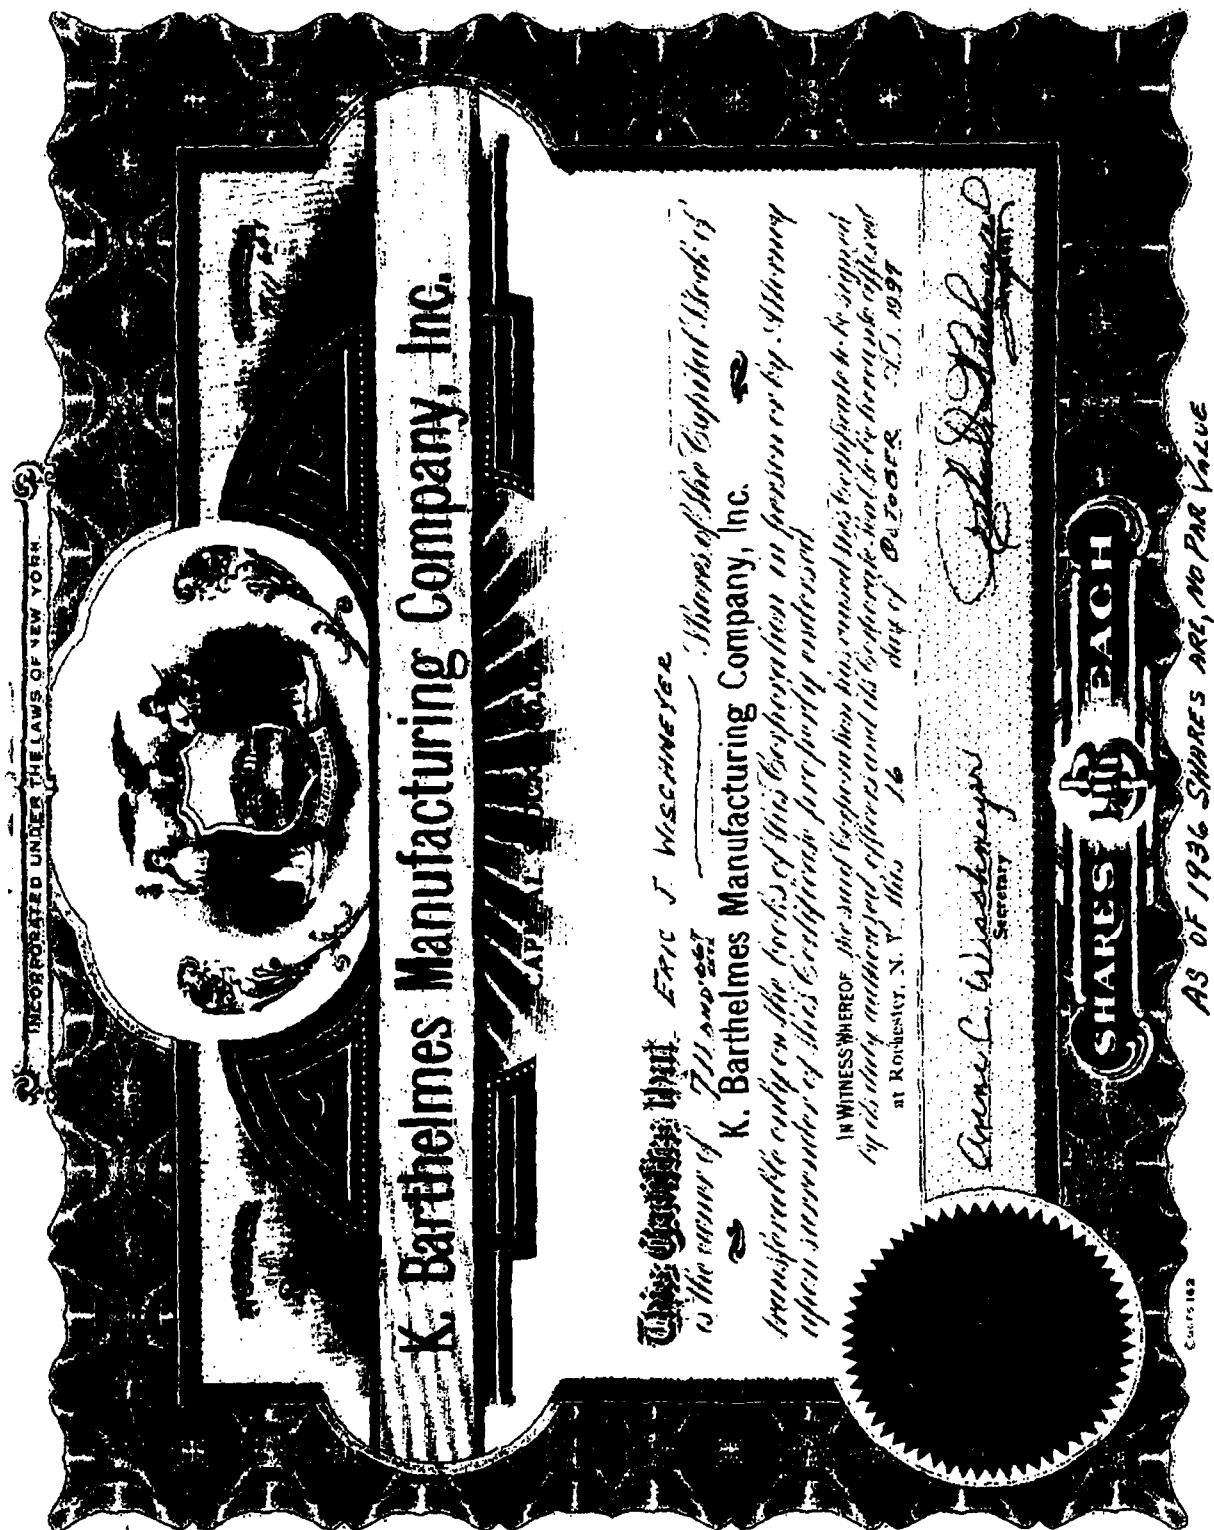 INCORPORATED UNDER THE LAWS OF NEW YORK
K. Barthelmes Manufacturing Company, Inc.
This Certifies that ERIC J WISCHMEYER
is the owner of 711 AND Shares of the Capital Stock of
K. Barthelmes Manufacturing Company, Inc.
transferable only on the books of this Corporation in person or by Attorney
upon surrender of this Certificate properly endorsed
IN WITNESS WHEREOF the said Corporation has caused this Certificate to be signed
by its duly authorized officers and its Corporate Seal to be hereunto affixed
at Rochester, N.Y. this 16 day of OCTOBER A.D. 1997
Secretary
SHARES EACH
AS OF 1936 SHARES ARE, NO PAR VALUE